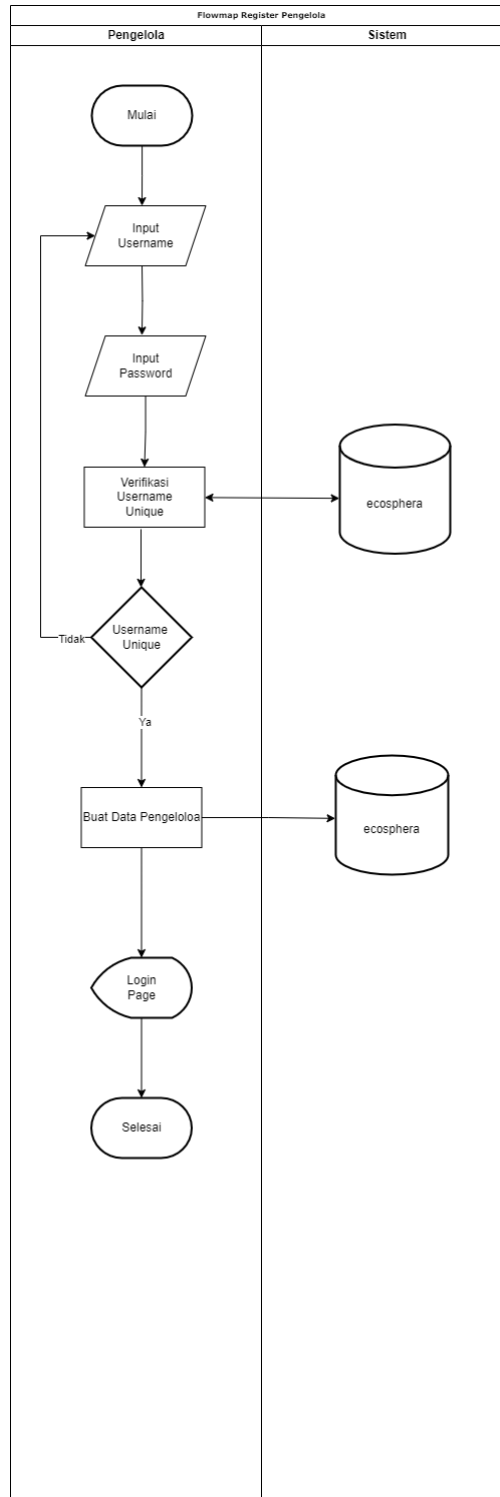 Flowmap Register Pengelola
Pengelola
Sistem
Mulai
Input
Username
Input
Password
Verifikasi
Username
Unique
ecosphera
Username
Unique
Tidak
Ya
Buat Data Pengeloloa
ecosphera
Login
Page
Selesai